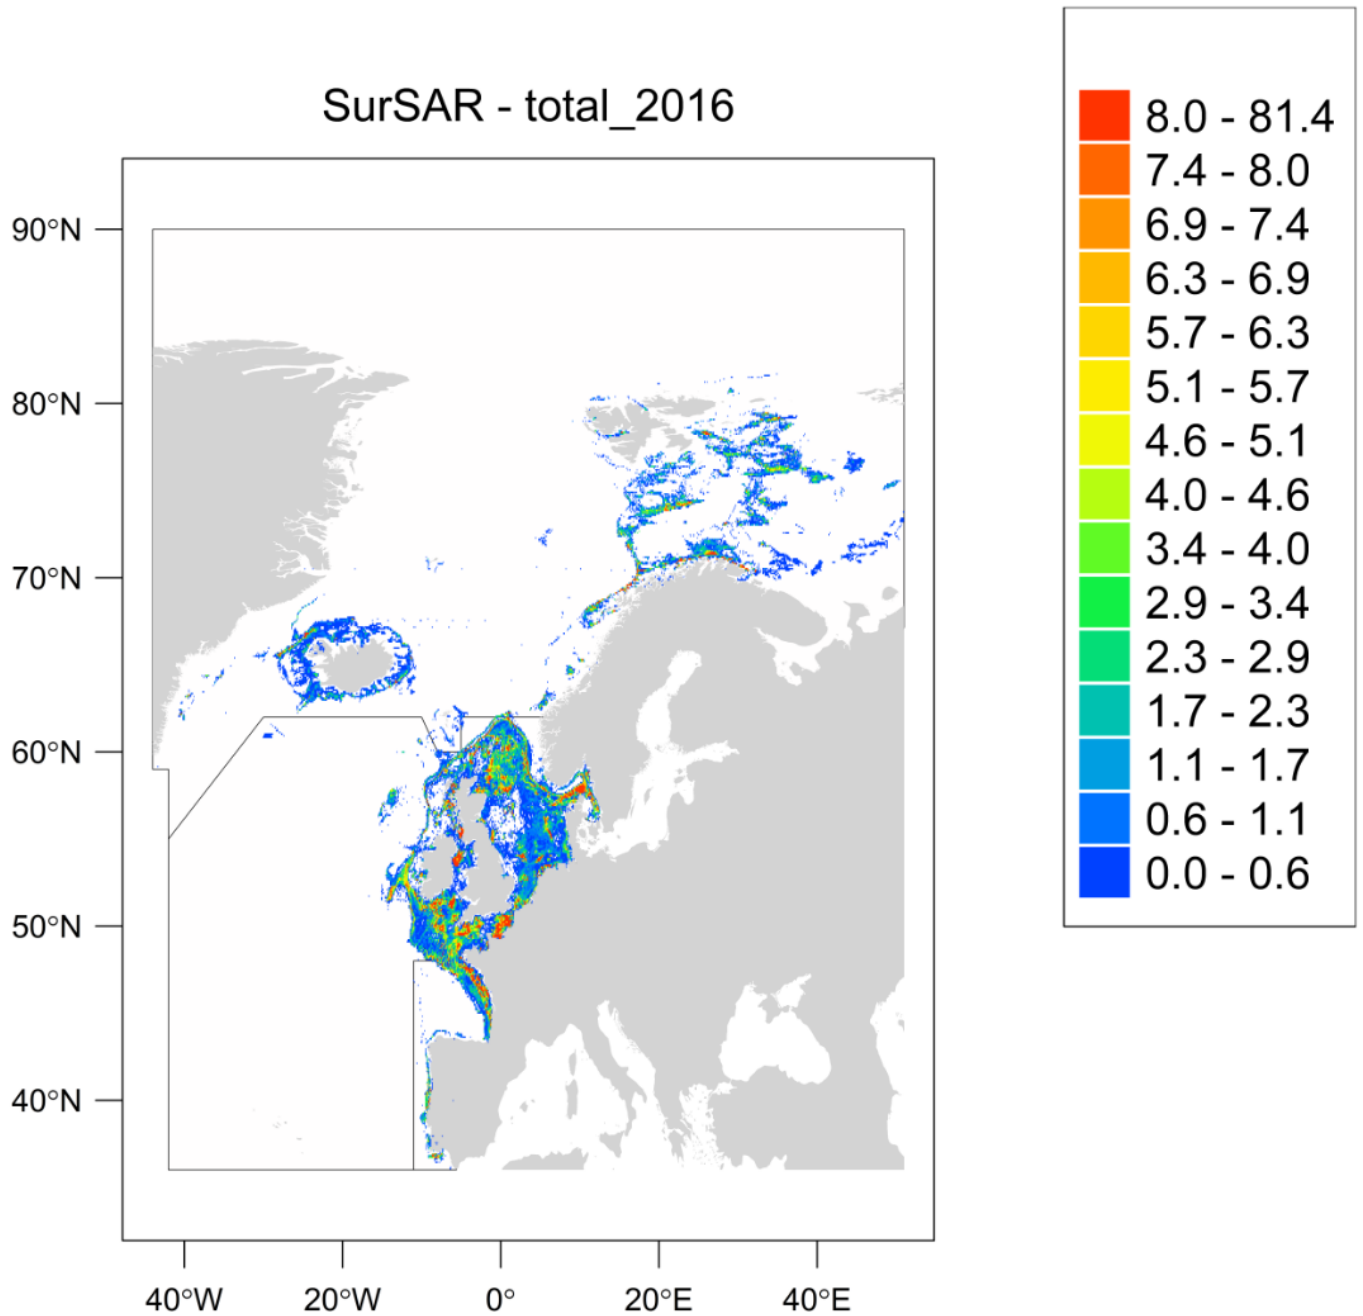 SurSAR - total_2016
90°N
80°N
70°N
60°N
50°N
40°N
40°W
20°W
0°
20°E
40°E
8.0 - 81.4
7.4 - 8.0
6.9 - 7.4
6.3 - 6.9
5.7 - 6.3
5.1 - 5.7
4.6 - 5.1
4.0 - 4.6
3.4 - 4.0
2.9 - 3.4
2.3 - 2.9
1.7 - 2.3
1.1 - 1.7
0.6 - 1.1
0.0 - 0.6